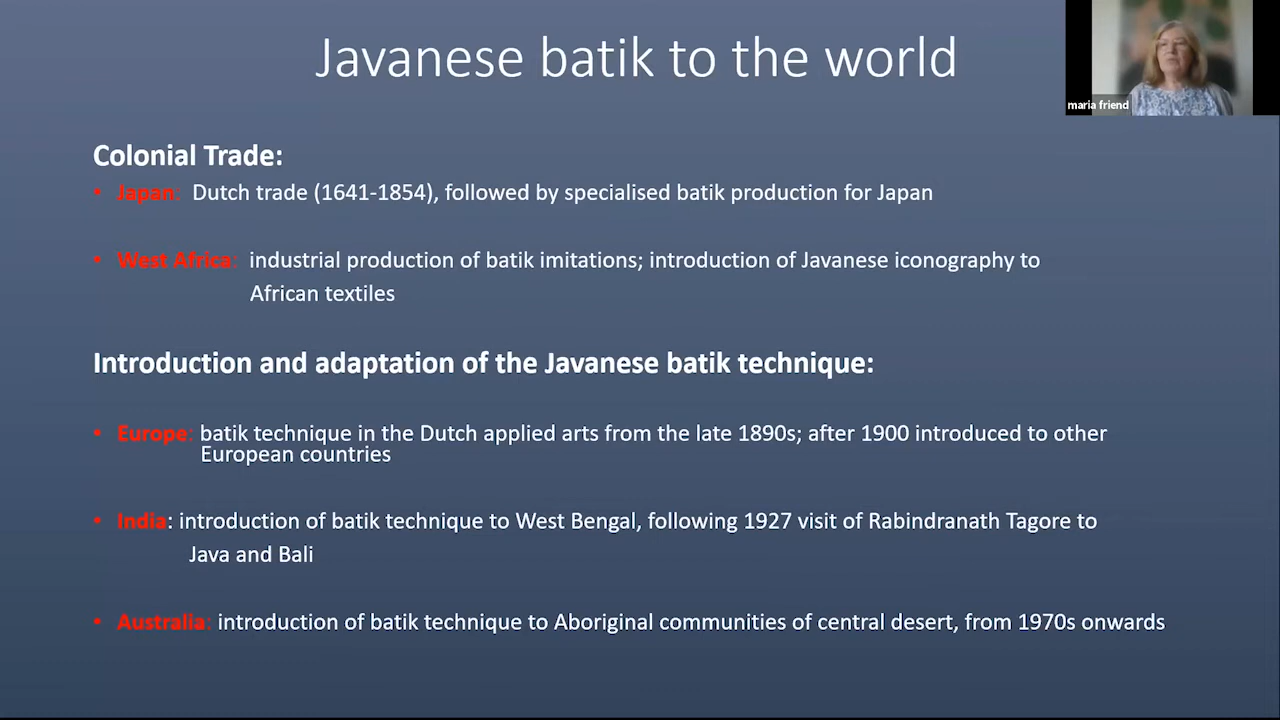 Javanese batik to the world
maria friend
Colonial Trade:
• Japan: Dutch trade (1641-1854), followed by specialised batik production for Japan
• West Africa: industrial production of batik imitations; introduction of Javanese iconography to
African textiles
Introduction and adaptation of the Javanese batik technique:
• Europe: batik technique in the Dutch applied arts from the late 1890s; after 1900 introduced to other
European countries
• India: introduction of batik technique to West Bengal, following 1927 visit of Rabindranath Tagore to
Java and Bali
• Australia: introduction of batik technique to Aboriginal communities of central desert, from 1970s onwards